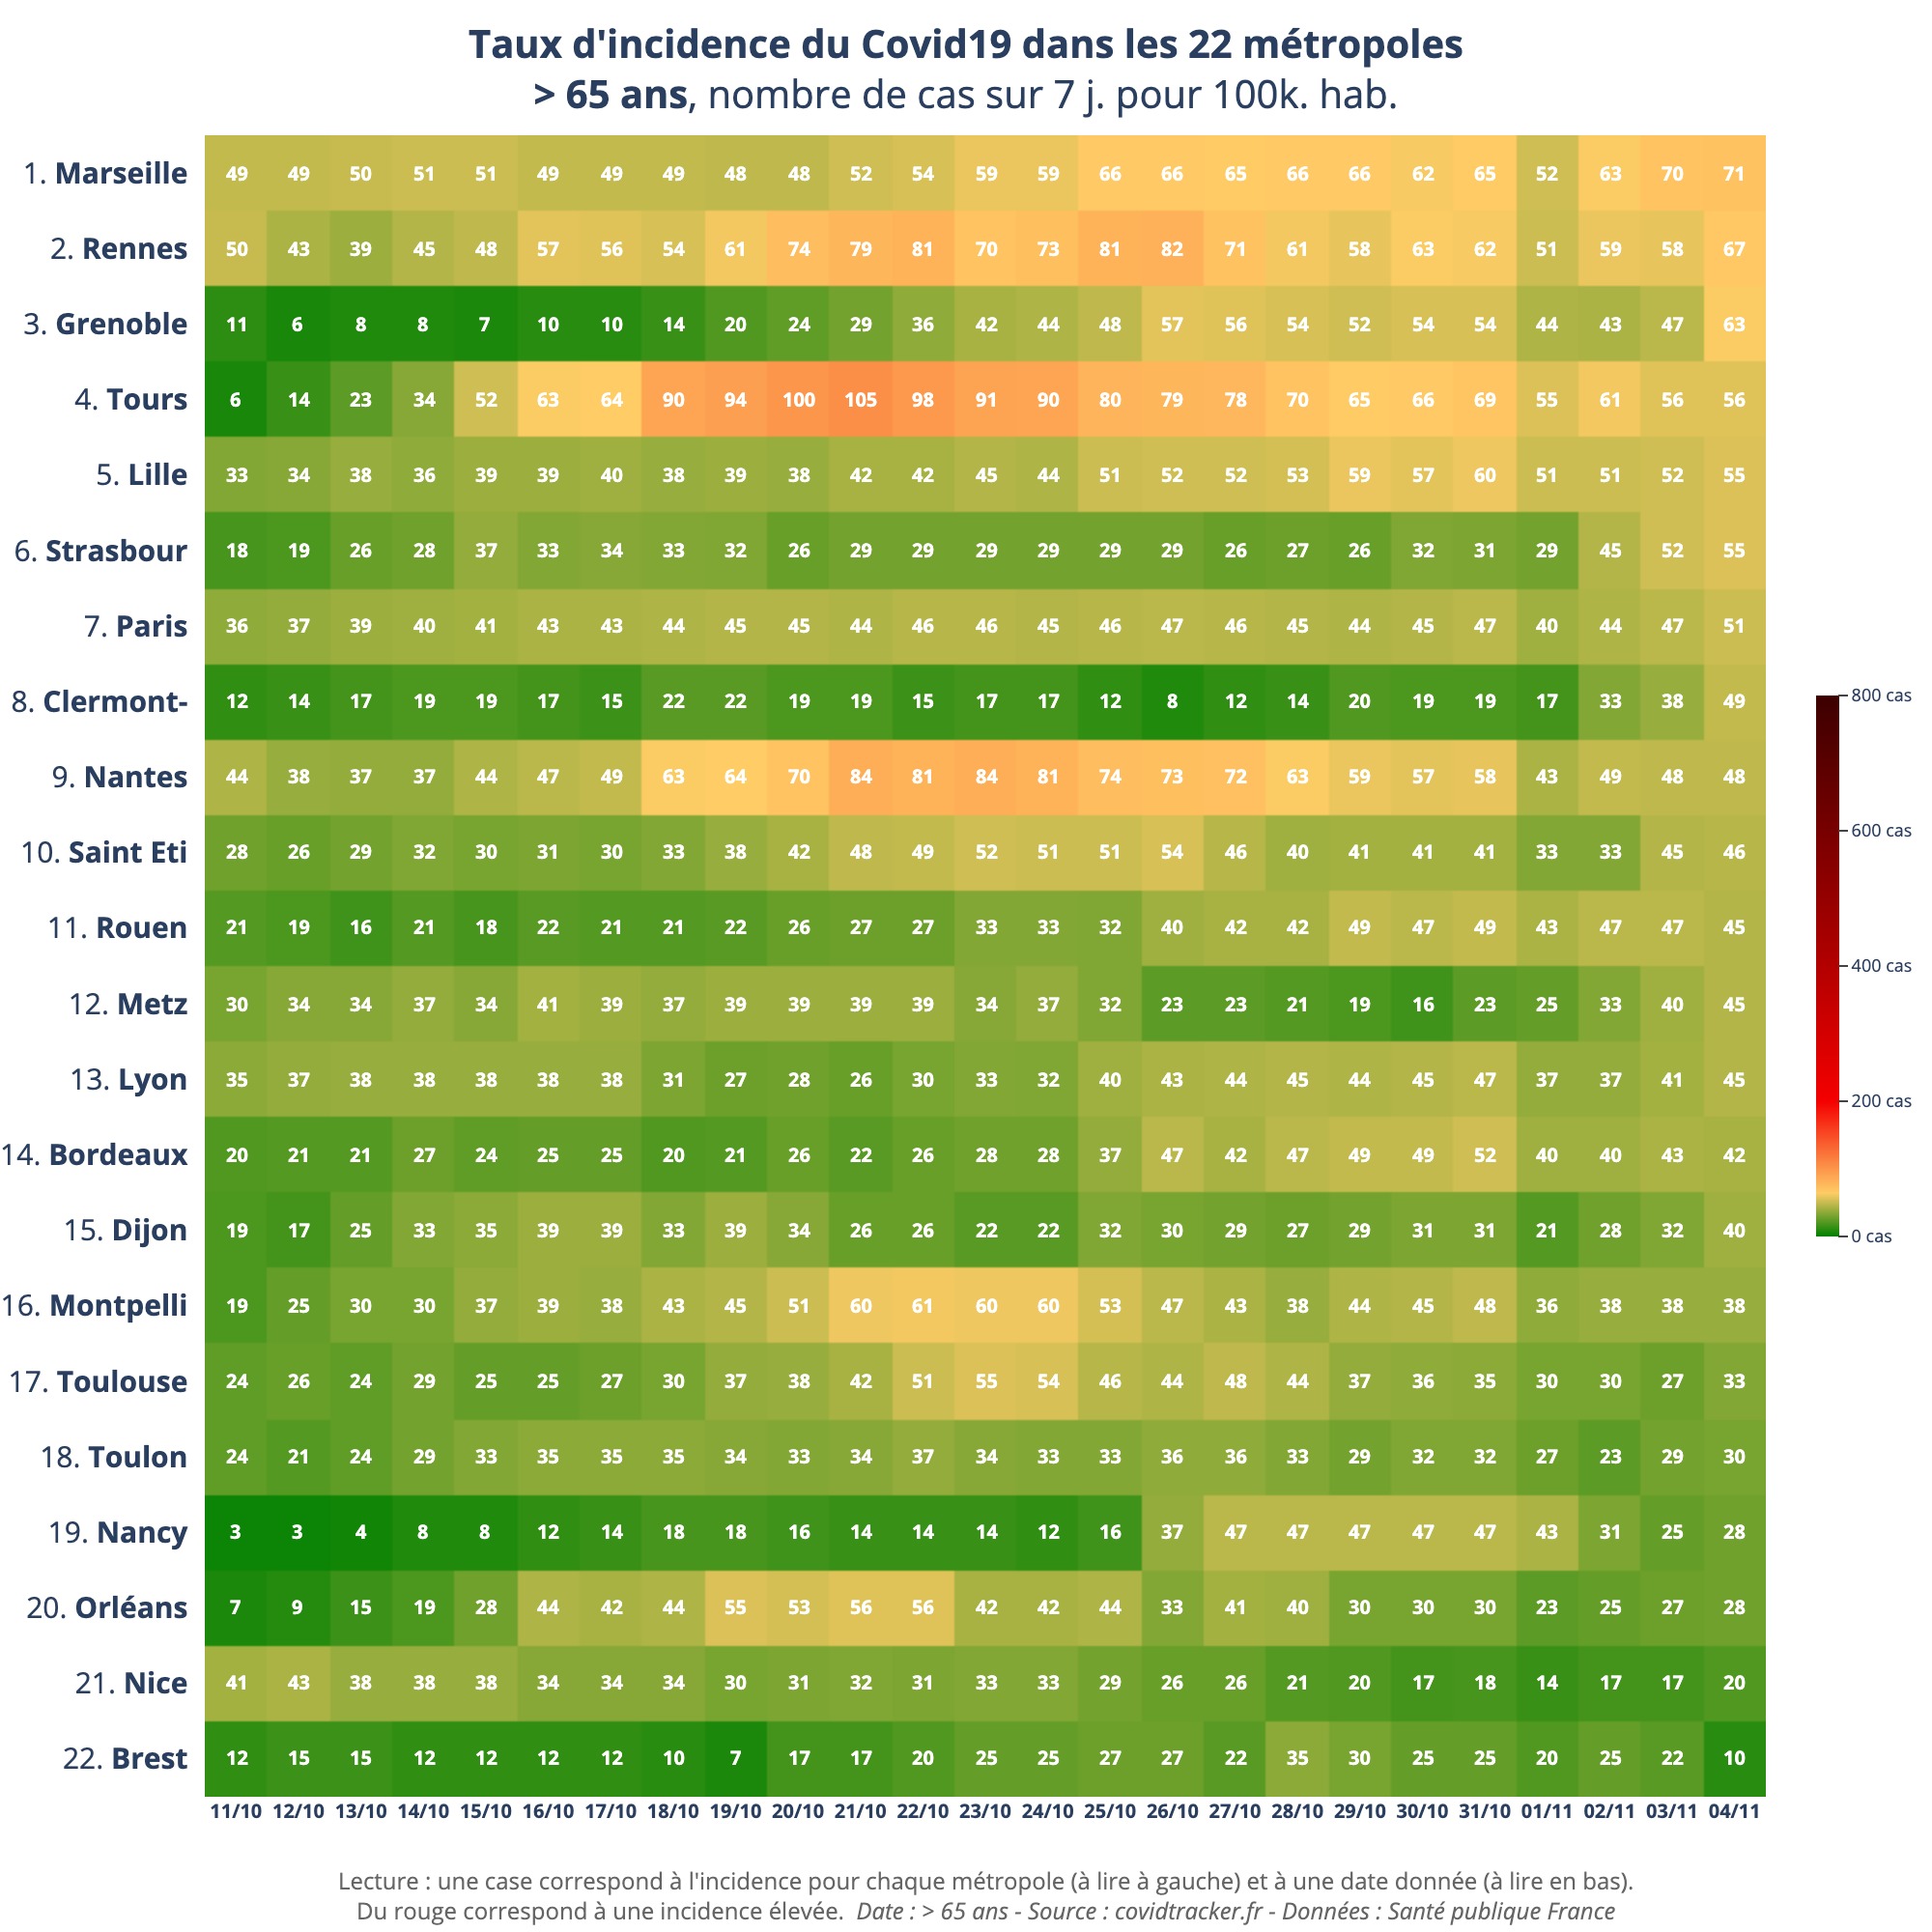 Taux d'incidence du Covid19 dans les 22 métropoles
> 65 ans, nombre de cas sur 7 j. pour 100k. hab.
1. Marseille 49 49 50 51 51 49 49 49 48 48 52 54 59 59 66 66 65 66 66 62 65 52 63 70 71
2. Rennes 50 43 39 45 48 57 56 54 61 74 79 81 70 73 81 82 71 61 58 63 62 51 59 58 67
3. Grenoble 11 6 8 8 7 10 10 14 20 24 29 36 42 44 48 57 56 54 52 54 54 44 43 47 63
4. Tours 6 14 23 34 52 63 64 90 94 100 105 98 91 90 80 79 78 70 65 66 69 55 61 56 56
5. Lille 33 34 38 36 39 39 40 38 39 38 42 42 45 44 51 52 52 53 59 57 60 51 51 52 55
6. Strasbour 18 19 26 28 37 33 34 33 32 26 29 29 29 29 29 29 26 27 26 32 31 29 45 52 55
7. Paris 36 37 39 40 41 43 43 44 45 45 44 46 46 45 46 47 46 45 44 45 47 40 44 47 51
8. Clermont- 12 14 17 19 19 17 15 22 22 19 19 15 17 17 12 8 12 14 20 19 19 17 33 38 49
9. Nantes 44 38 37 37 44 47 49 63 64 70 84 81 84 81 74 73 72 63 59 57 58 43 49 48 48
10. Saint Eti 28 26 29 32 30 31 30 33 38 42 48 49 52 51 51 54 46 40 41 41 41 33 33 45 46
11. Rouen 21 19 16 21 18 22 21 21 22 26 27 27 33 33 32 40 42 42 49 47 49 43 47 47 45
12. Metz 30 34 34 37 34 41 39 37 39 39 39 39 34 37 32 23 23 21 19 16 23 25 33 40 45
13. Lyon 35 37 38 38 38 38 38 31 27 28 26 30 33 32 40 43 44 45 44 45 47 37 37 41 45
14. Bordeaux 20 21 21 27 24 25 25 20 21 26 22 26 28 28 37 47 42 47 49 49 52 40 40 43 42
15. Dijon 19 17 25 33 35 39 39 33 39 34 26 26 22 22 32 30 29 27 29 31 31 21 28 32 40
16. Montpelli 19 25 30 30 37 39 38 43 45 51 60 61 60 60 53 47 43 38 44 45 48 36 38 38 38
17. Toulouse 24 26 24 29 25 25 27 30 37 38 42 51 55 54 46 44 48 44 37 36 35 30 30 27 33
18. Toulon 24 21 24 29 33 35 35 35 34 33 34 37 34 33 33 36 36 33 29 32 32 27 23 29 30
19. Nancy 3 3 4 8 8 12 14 18 18 16 14 14 14 12 16 37 47 47 47 47 47 43 31 25 28
20. Orléans 7 9 15 19 28 44 42 44 55 53 56 56 42 42 44 33 41 40 30 30 30 23 25 27 28
21. Nice 41 43 38 38 38 34 34 34 30 31 32 31 33 33 29 26 26 21 20 17 18 14 17 17 20
22. Brest 12 15 15 12 12 12 12 10 7 17 17 20 25 25 27 27 22 35 30 25 25 20 25 22 10
11/10 12/10 13/10 14/10 15/10 16/10 17/10 18/10 19/10 20/10 21/10 22/10 23/10 24/10 25/10 26/10 27/10 28/10 29/10 30/10 31/10 01/11 02/11 03/11 04/11
800 cas
600 cas
400 cas
200 cas
0 cas
Lecture : une case correspond à l'incidence pour chaque métropole (à lire à gauche) et à une date donnée (à lire en bas).
Du rouge correspond à une incidence élevée. Date : > 65 ans - Source : covidtracker.fr - Données : Santé publique France